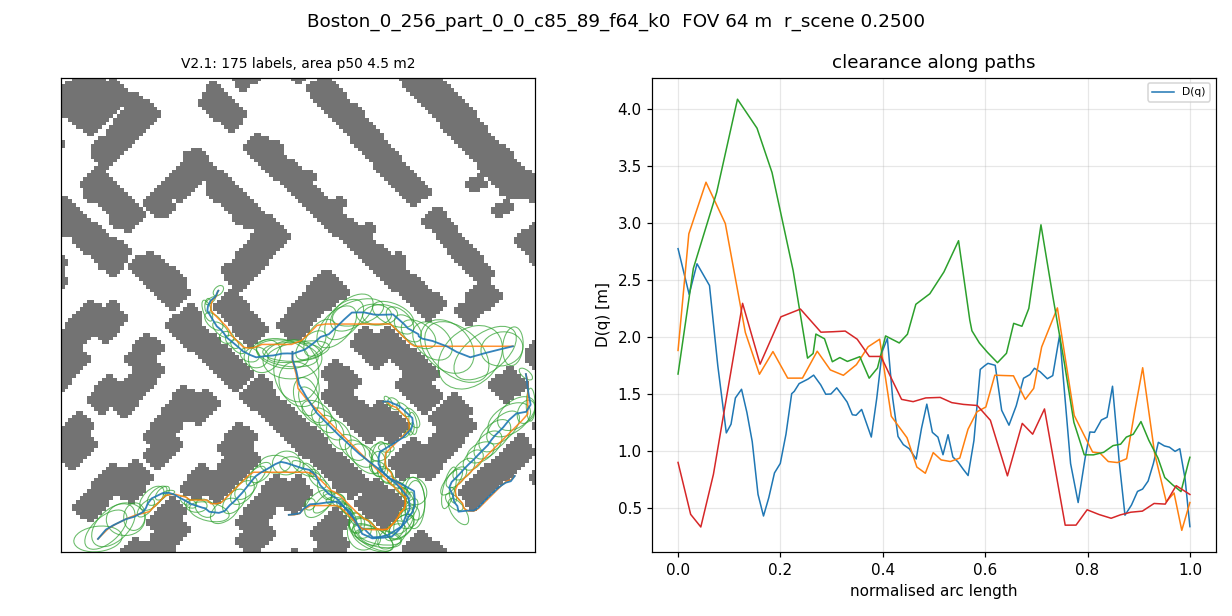 Boston_0_256_part_0_0_c85_89_f64_k0 FOV 64 m r_scene 0.2500
V2.1: 175 labels, area p50 4.5 m2
clearance along paths
D(q)
4.0
3.5
3.0
2.5
2.0
1.5
1.0
0.5
D(q) [m]
0.0 0.2 0.4 0.6 0.8 1.0
normalised arc length